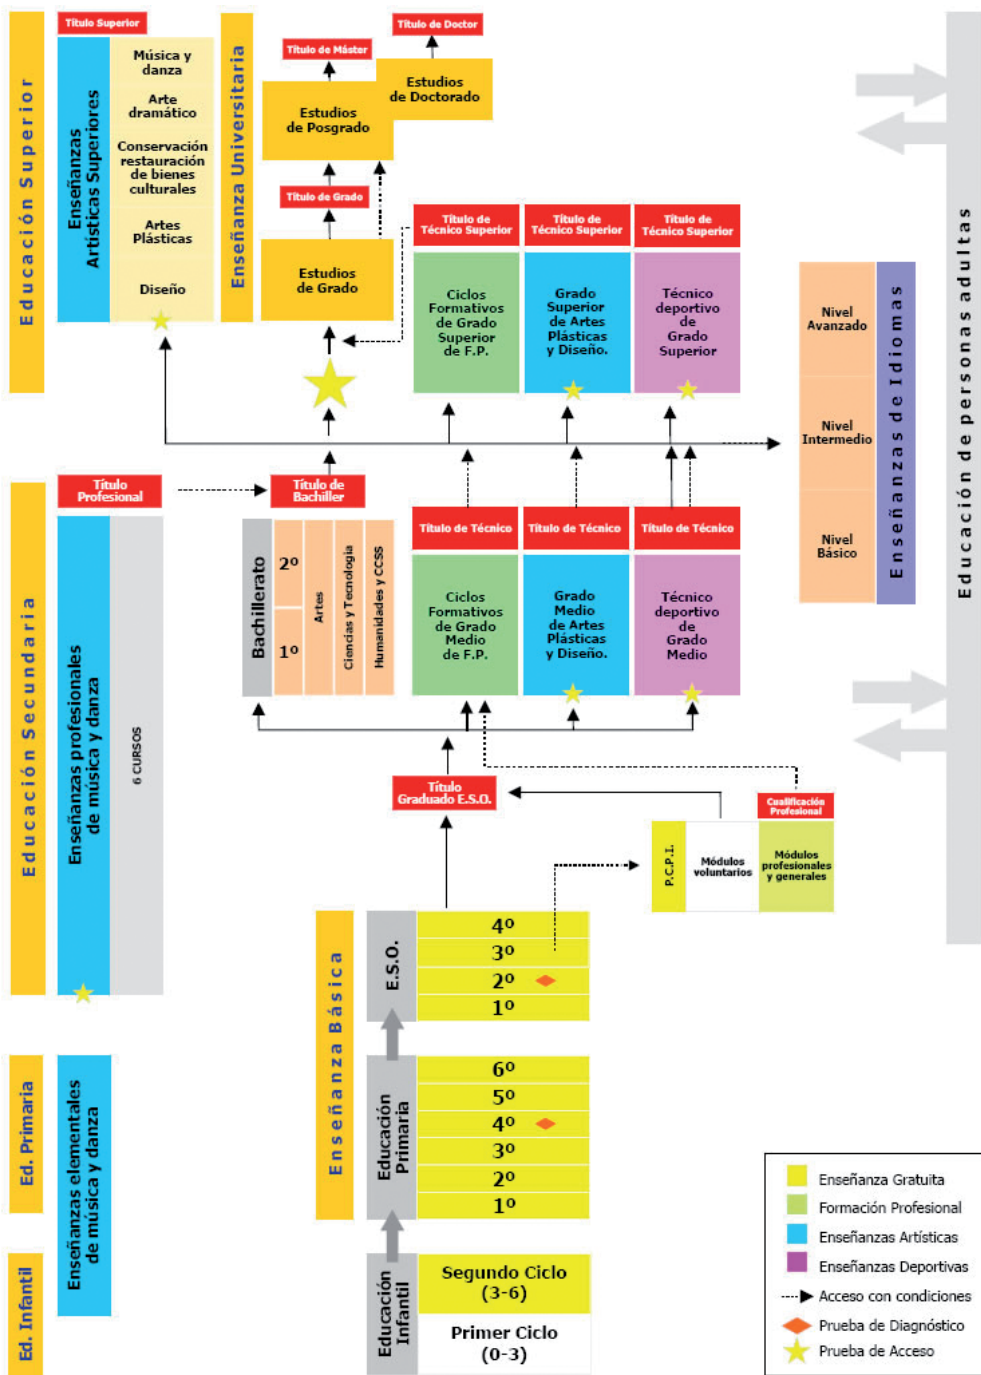 Educación Superior
Título Superior
Enseñanzas
Artísticas Superiores
Música y
danza
Arte
dramático
Conservación
restauración
de bienes
culturales
Artes
Plásticas
Diseño
Enseñanza Universitaria
Título de Máster
Título de Doctor
Estudios
de Posgrado
Estudios
de Doctorado
Título de Grado
Estudios
de Grado
Título de
Técnico Superior
Título de
Técnico Superior
Título de
Técnico Superior
Ciclos
Formativos
de Grado
Superior
de F.P.
Grado
Superior
de Artes
Plásticas
y Diseño.
Técnico
deportivo
de
Grado
Superior
Nivel
Avanzado
Nivel
Intermedio
Nivel
Básico
Enseñanzas de Idiomas
Educación de personas adultas
Educación Secundaria
Título
Profesional
Enseñanzas profesionales
de música y danza
6 CURSOS
Título de
Bachiller
Bachillerato
2º
1º
Artes
Ciencias y Tecnología
Humanidades y CCSS
Título de Técnico
Título de Técnico
Título de Técnico
Ciclos
Formativos
de Grado
Medio
de F.P.
Grado
Medio
de Artes
Plásticas
y Diseño.
Técnico
deportivo
de
Grado
Medio
Título
Graduado E.S.O.
Cualificación
Profesional
P.C.P.I.
Módulos
voluntarios
Módulos
profesionales
y generales
Enseñanza Básica
E.S.O.
4º
3º
2º
1º
Ed. Primaria
Enseñanzas elementales
de música y danza
Educación
Primaria
6º
5º
4º
3º
2º
1º
Ed. Infantil
Educación
Infantil
Segundo Ciclo
(3-6)
Primer Ciclo
(0-3)
Enseñanza Gratuita
Formación Profesional
Enseñanzas Artísticas
Enseñanzas Deportivas
Acceso con condiciones
Prueba de Diagnóstico
Prueba de Acceso